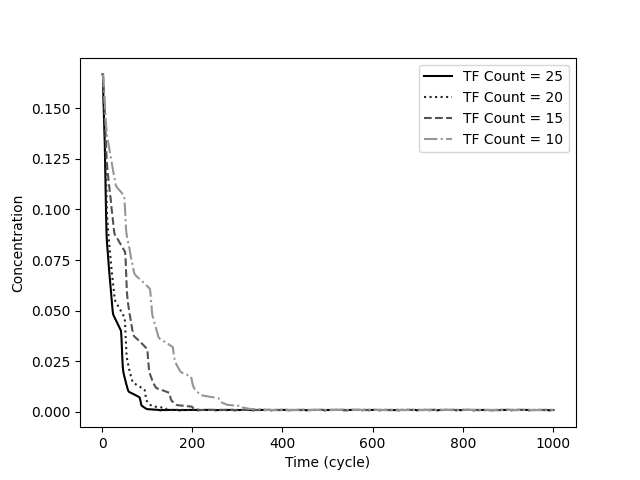 TF Count = 25
TF Count = 20
TF Count = 15
TF Count = 10
Concentration
0.150
0.125
0.100
0.075
0.050
0.025
0.000
0 200 400 600 800 1000
Time (cycle)